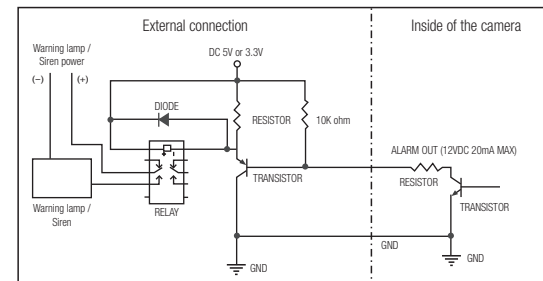 External connection
Inside of the camera
Warning lamp /
Siren power
(−)
(+)
DC 5V or 3.3V
DIODE
RESISTOR
10K ohm
ALARM OUT (12VDC 20mA MAX)
RESISTOR
TRANSISTOR
TRANSISTOR
RELAY
Warning lamp /
Siren
GND
GND
GND